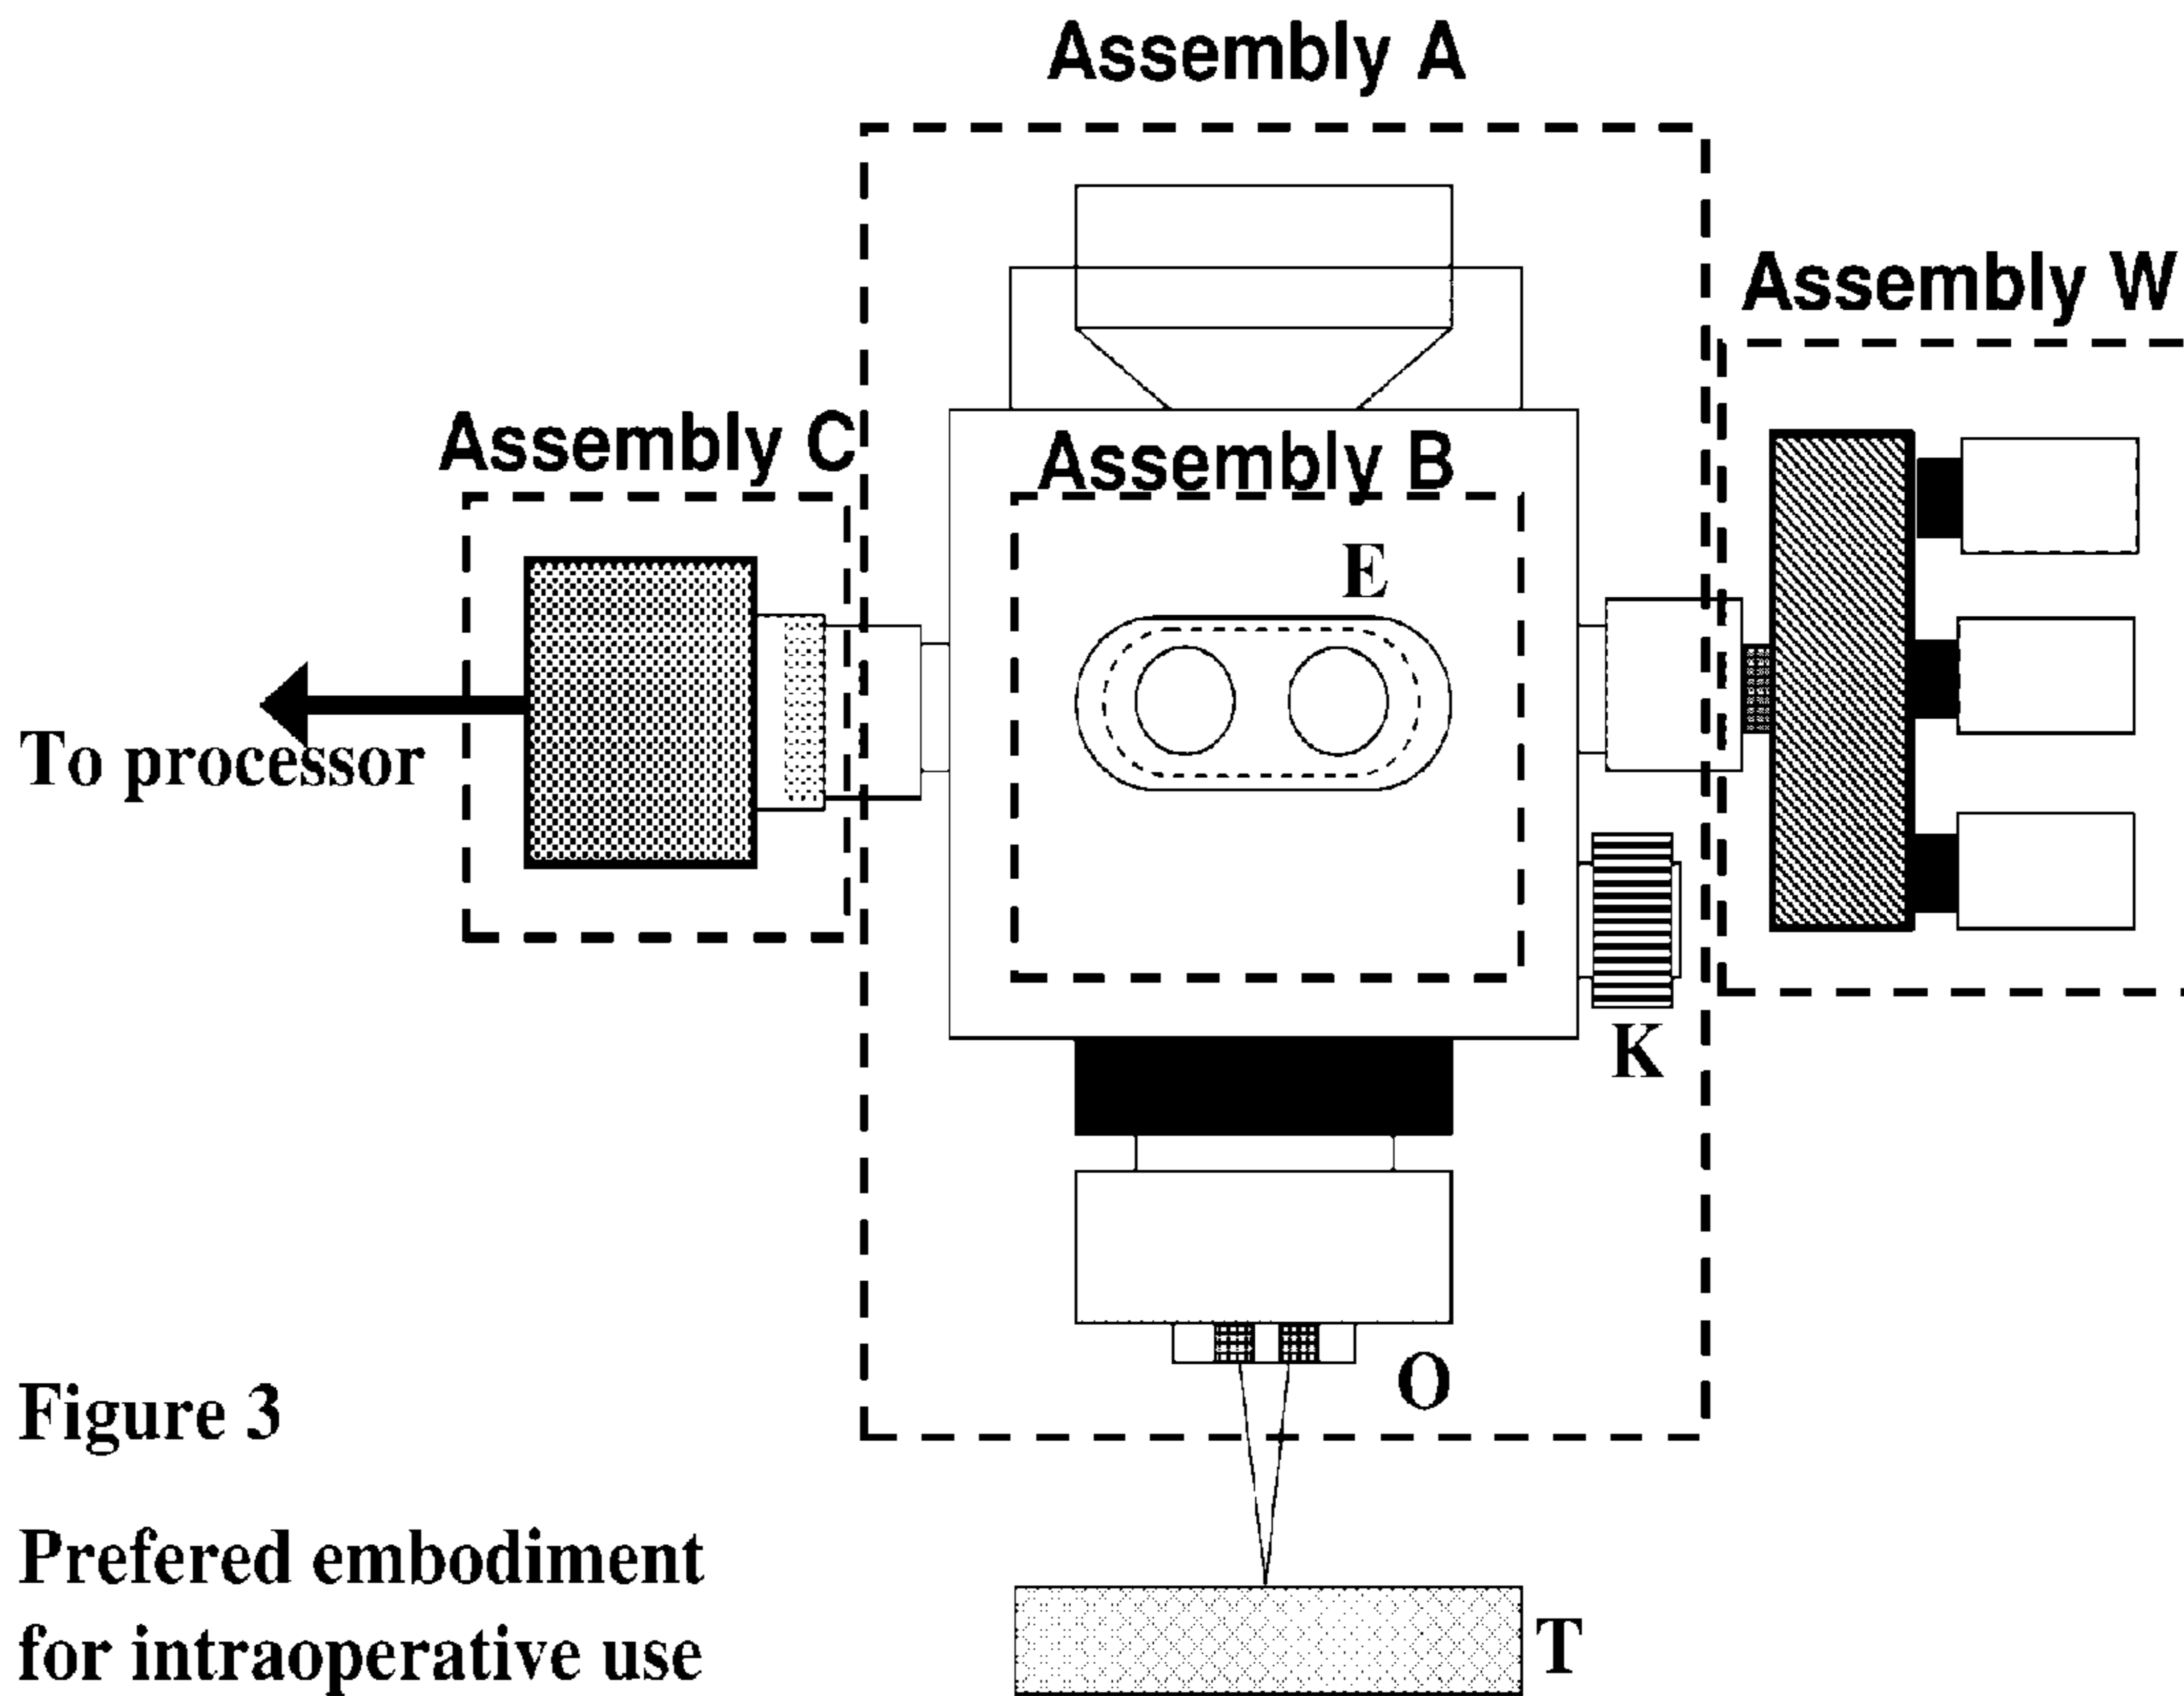 Assembly A
Assembly W
Assembly C
Assembly B
E
To processor
K
O
Figure 3
Prefered embodiment
for intraoperative use
T